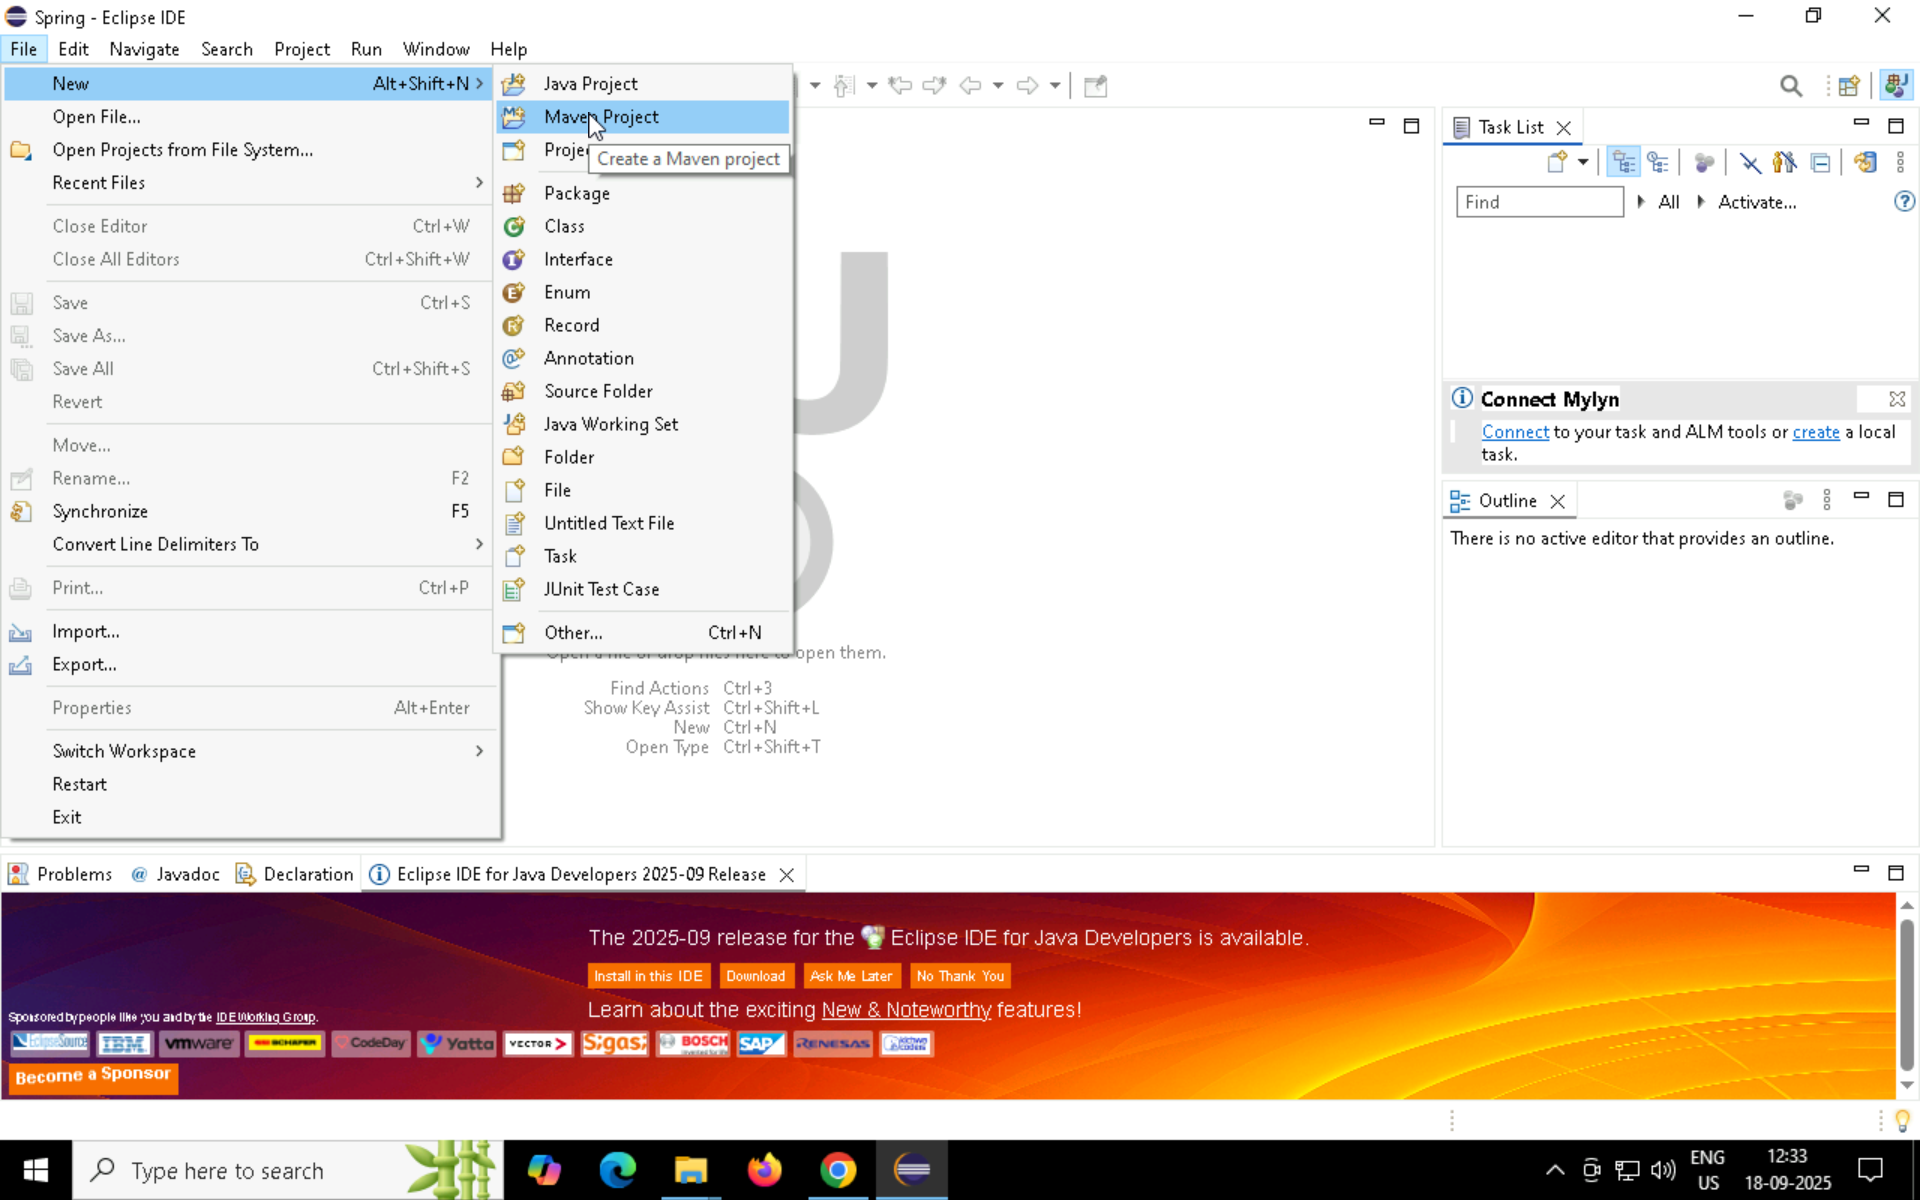 Spring - Eclipse IDE
File Edit Navigate Search Project Run Window Help
New Alt+Shift+N
Open File...
Open Projects from File System...
Recent Files
Close Editor Ctrl+W
Close All Editors Ctrl+Shift+W
Save Ctrl+S
Save As...
Save All Ctrl+Shift+S
Revert
Move...
Rename... F2
Synchronize F5
Convert Line Delimiters To
Print... Ctrl+P
Import...
Export...
Properties Alt+Enter
Switch Workspace
Restart
Exit
Java Project
Maven Project
Create a Maven project
Package
Class
Interface
Enum
Record
Annotation
Source Folder
Java Working Set
Folder
File
Untitled Text File
Task
JUnit Test Case
Other... Ctrl+N
Open a file or drop files here to open them.
Find Actions Ctrl+3
Show Key Assist Ctrl+Shift+L
New Ctrl+N
Open Type Ctrl+Shift+T
Task List
Find All Activate...
Connect Mylyn
Connect to your task and ALM tools or create a local
task.
Outline
There is no active editor that provides an outline.
Problems @ Javadoc Declaration Eclipse IDE for Java Developers 2025-09 Release
The 2025-09 release for the Eclipse IDE for Java Developers is available.
Install in this IDE Download Ask Me Later No Thank You
Learn about the exciting New & Noteworthy features!
Sponsored by people like you and by the IDE Working Group.
EclipseSource IBM vmware SCHAPER CodeDay Yatta VECTOR Sigasi BOSCH SAP RENESAS
Become a Sponsor
Type here to search
ENG
US
12:33
18-09-2025